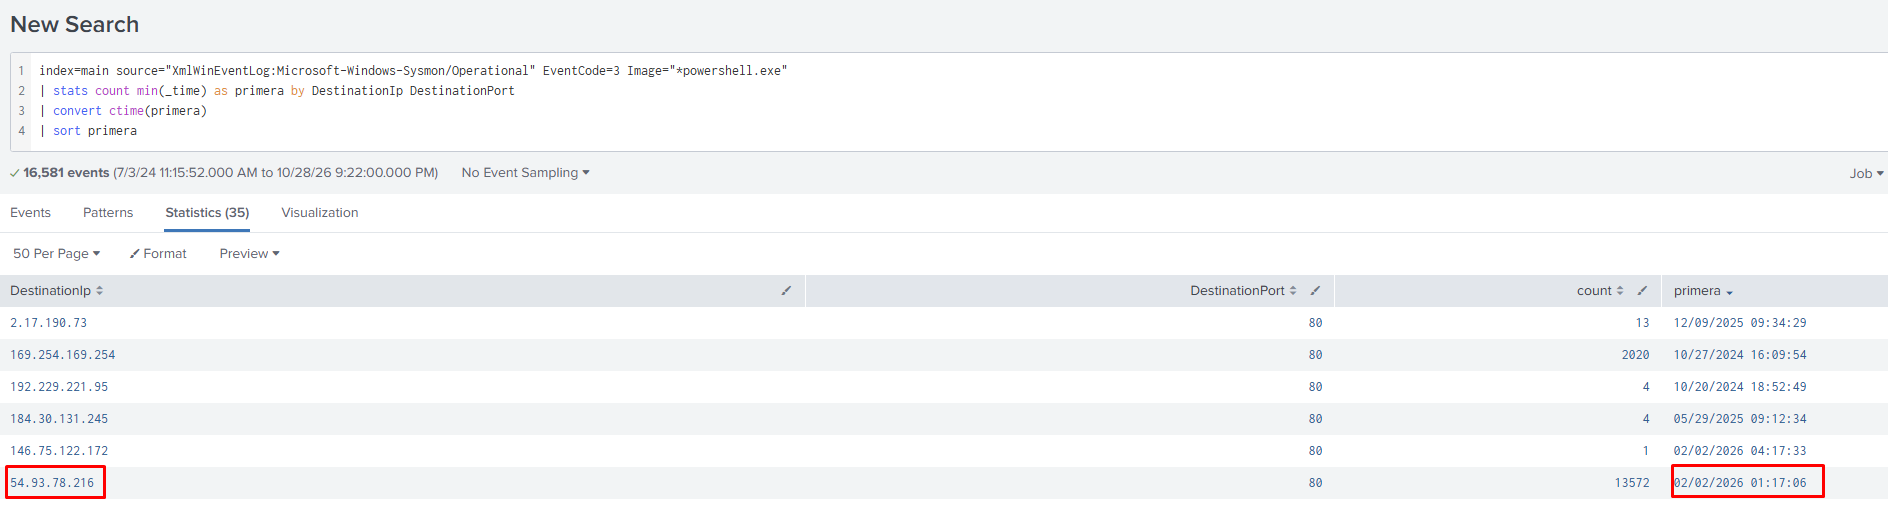 New Search
1 index=main source="XmlWinEventLog:Microsoft-Windows-Sysmon/Operational" EventCode=3 Image="*powershell.exe"
2 | stats count min(_time) as primera by DestinationIp DestinationPort
3 | convert ctime(primera)
4 | sort primera
16,581 events (7/3/24 11:15:52.000 AM to 10/28/26 9:22:00.000 PM) No Event Sampling Job
Events Patterns Statistics (35) Visualization
50 Per Page Format Preview
DestinationIp DestinationPort count primera
2.17.190.73 80 13 12/09/2025 09:34:29
169.254.169.254 80 2020 10/27/2024 16:09:54
192.229.221.95 80 4 10/20/2024 18:52:49
184.30.131.245 80 4 05/29/2025 09:12:34
146.75.122.172 80 1 02/02/2026 04:17:33
54.93.78.216 80 13572 02/02/2026 01:17:06